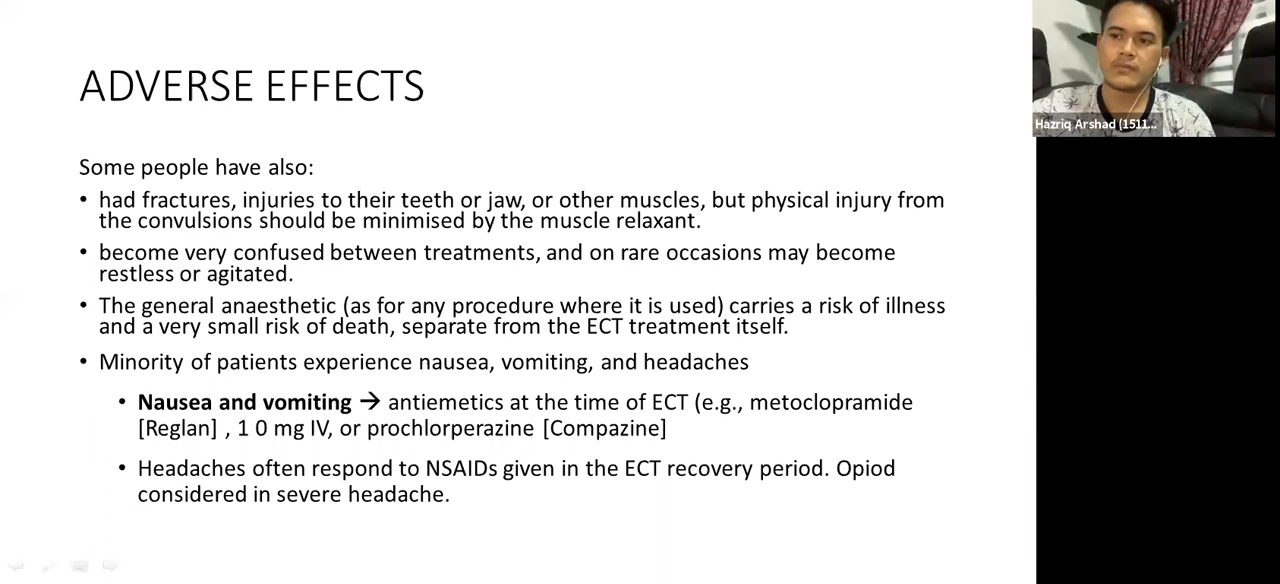 ADVERSE EFFECTS
Some people have also:
• had fractures, injuries to their teeth or jaw, or other muscles, but physical injury from
the convulsions should be minimised by the muscle relaxant.
• become very confused between treatments, and on rare occasions may become
restless or agitated.
• The general anaesthetic (as for any procedure where it is used) carries a risk of illness
and a very small risk of death, separate from the ECT treatment itself.
• Minority of patients experience nausea, vomiting, and headaches
• Nausea and vomiting → antiemetics at the time of ECT (e.g., metoclopramide
[Reglan] , 1 0 mg IV, or prochlorperazine [Compazine]
• Headaches often respond to NSAIDs given in the ECT recovery period. Opiod
considered in severe headache.
Hazriq Arshad (1511...